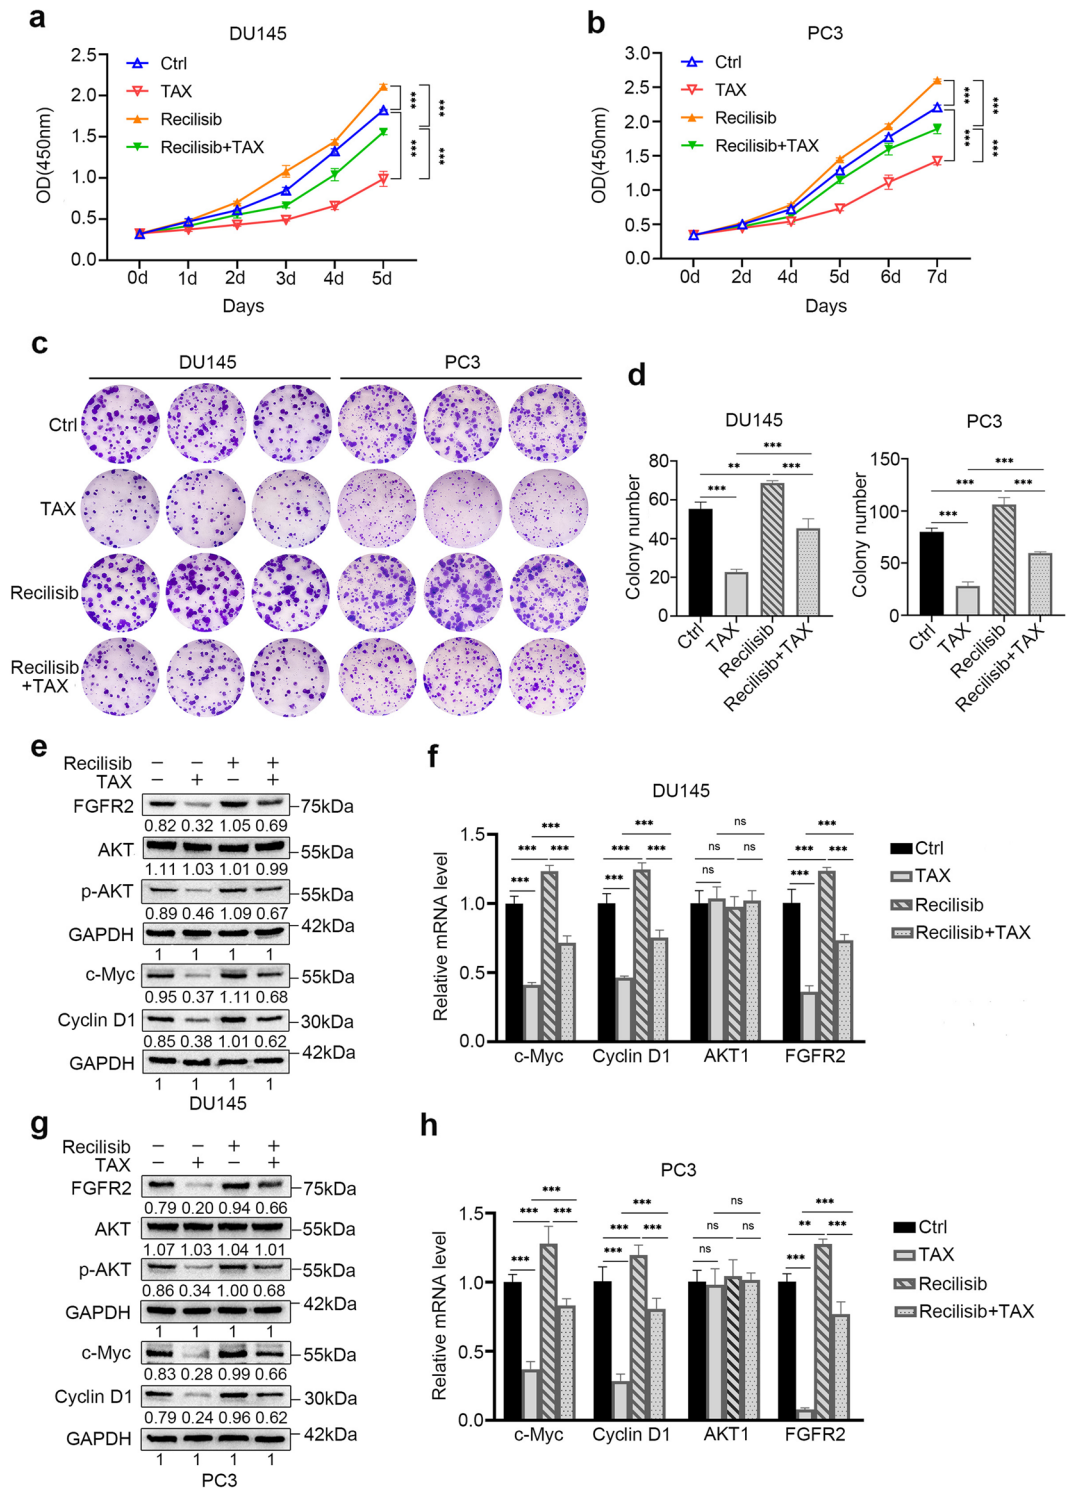 a
DU145
OD(450nm)
2.5
2.0
1.5
1.0
0.5
0.0
Ctrl
TAX
Recilisib
Recilisib+TAX
***
***
***
***
0d 1d 2d 3d 4d 5d
Days
b
PC3
OD(450nm)
3.0
2.5
2.0
1.5
1.0
0.5
0.0
Ctrl
TAX
Recilisib
Recilisib+TAX
***
***
***
***
0d 2d 4d 5d 6d 7d
Days
c
DU145 PC3
Ctrl
TAX
Recilisib
Recilisib
+TAX
d
DU145
Colony number
80
60
40
20
0
***
** ***
***
Ctrl
TAX
Recilisib
Recilisib+TAX
PC3
Colony number
150
100
50
0
***
*** ***
***
Ctrl
TAX
Recilisib
Recilisib+TAX
e
Recilisib − − + +
TAX − + − +
FGFR2 75kDa
0.82 0.32 1.05 0.69
AKT 55kDa
1.11 1.03 1.01 0.99
p-AKT 55kDa
0.89 0.46 1.09 0.67
GAPDH 42kDa
1 1 1 1
c-Myc 55kDa
0.95 0.37 1.11 0.68
Cyclin D1 30kDa
0.85 0.38 1.01 0.62
GAPDH 42kDa
1 1 1 1
DU145
f
DU145
Relative mRNA level
1.5
1.0
0.5
0.0
*** *** ns ***
*** *** *** *** ns ns *** ***
*** *** ns ***
c-Myc Cyclin D1 AKT1 FGFR2
Ctrl
TAX
Recilisib
Recilisib+TAX
g
Recilisib − − + +
TAX − + − +
FGFR2 75kDa
0.79 0.20 0.94 0.66
AKT 55kDa
1.07 1.03 1.04 1.01
p-AKT 55kDa
0.86 0.34 1.00 0.68
GAPDH 42kDa
1 1 1 1
c-Myc 55kDa
0.83 0.28 0.99 0.66
Cyclin D1 30kDa
0.79 0.24 0.96 0.62
GAPDH 42kDa
1 1 1 1
PC3
h
PC3
Relative mRNA level
1.5
1.0
0.5
0.0
*** *** ns ***
*** *** *** *** ns ns ** ***
*** *** ns ***
c-Myc Cyclin D1 AKT1 FGFR2
Ctrl
TAX
Recilisib
Recilisib+TAX